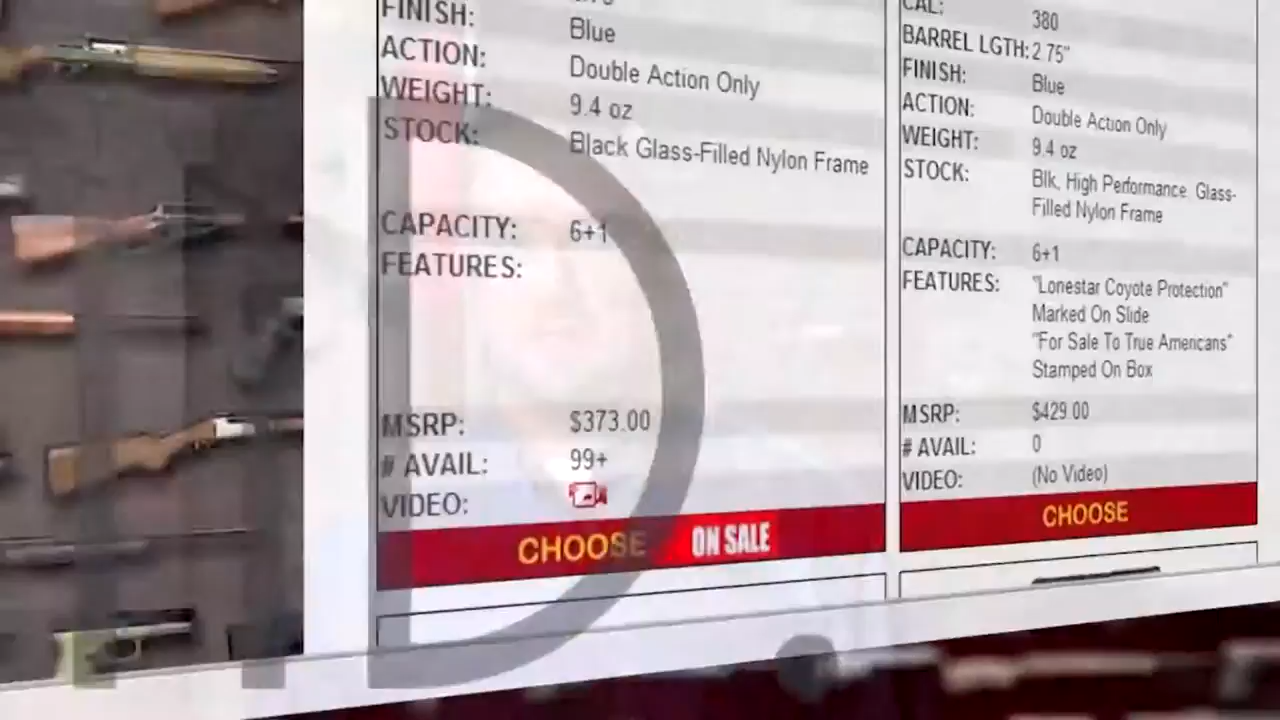 FINISH:
Blue
ACTION:
Double Action Only
WEIGHT:
9.4 oz
STOCK:
Black Glass-Filled Nylon Frame
CAPACITY:
6+1
FEATURES:
MSRP:
$373.00
# AVAIL:
99+
VIDEO:
CHOOSE
ON SALE
CAL:
380
BARREL LGTH:
2.75"
FINISH:
Blue
ACTION:
Double Action Only
WEIGHT:
9.4 oz
STOCK:
Blk, High Performance Glass-
Filled Nylon Frame
CAPACITY:
6+1
FEATURES:
"Lonestar Coyote Protection"
Marked On Slide
"For Sale To True Americans"
Stamped On Box
MSRP:
$429.00
# AVAIL:
0
VIDEO:
(No Video)
CHOOSE